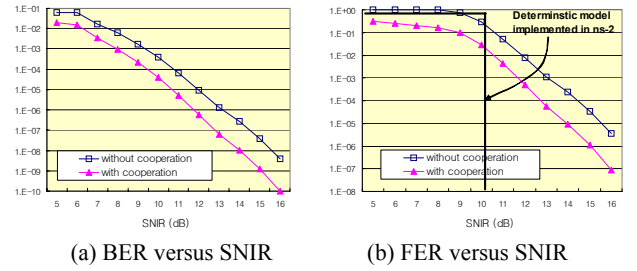 1.E-01
1.E-02
1.E-03
1.E-04
1.E-05
1.E-06
1.E-07
1.E-08
1.E-09
1.E-10
without cooperation
with cooperation
5 6 7 8 9 10 11 12 13 14 15 16
SNIR (dB)
(a) BER versus SNIR
1.E+00
1.E-01
1.E-02
1.E-03
1.E-04
1.E-05
1.E-06
1.E-07
1.E-08
Determinstic model
implemented in ns-2
without cooperation
with cooperation
5 6 7 8 9 10 11 12 13 14 15 16
SNIR (dB)
(b) FER versus SNIR